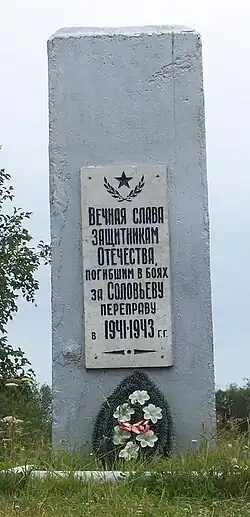 Вечная слава
защитникам
Отечества,
погибшим в боях
за Соловьеву
переправу
в 1941-1943 г.г.